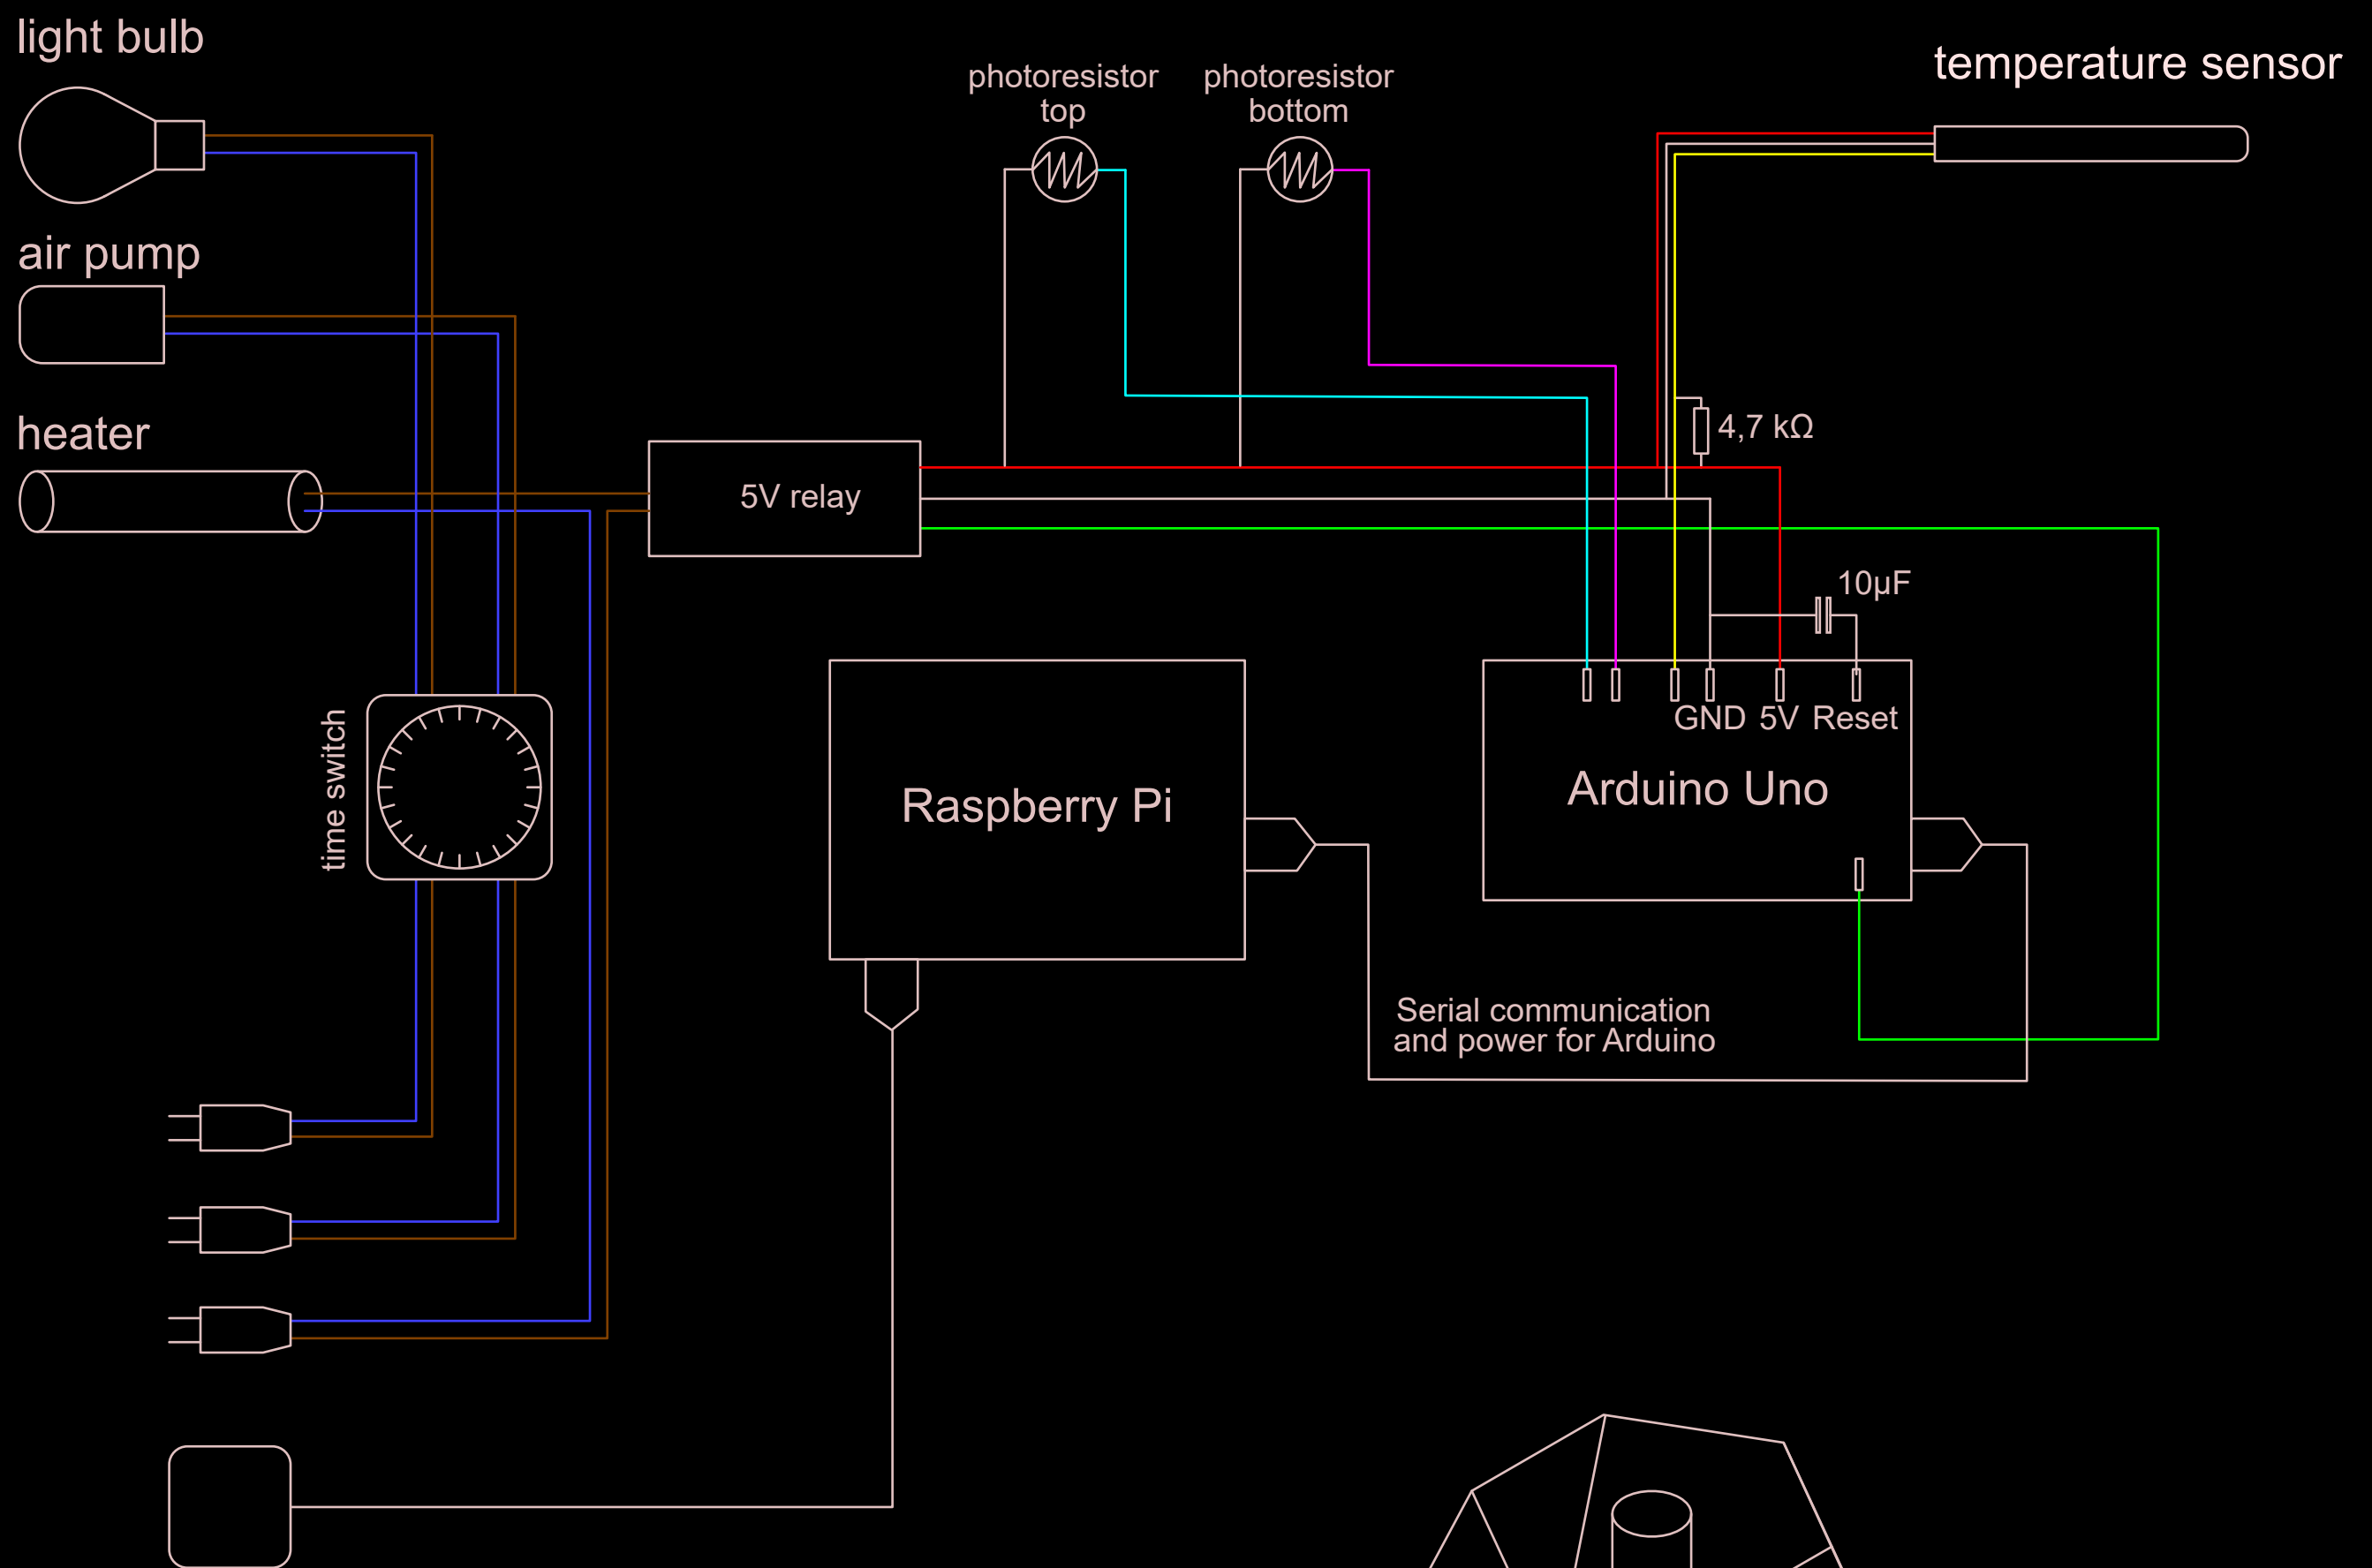 light bulb
photoresistor
top
photoresistor
bottom
temperature sensor
air pump
heater
4,7 kΩ
5V relay
10µF
time switch
GND 5V Reset
Arduino Uno
Raspberry Pi
Serial communication
and power for Arduino